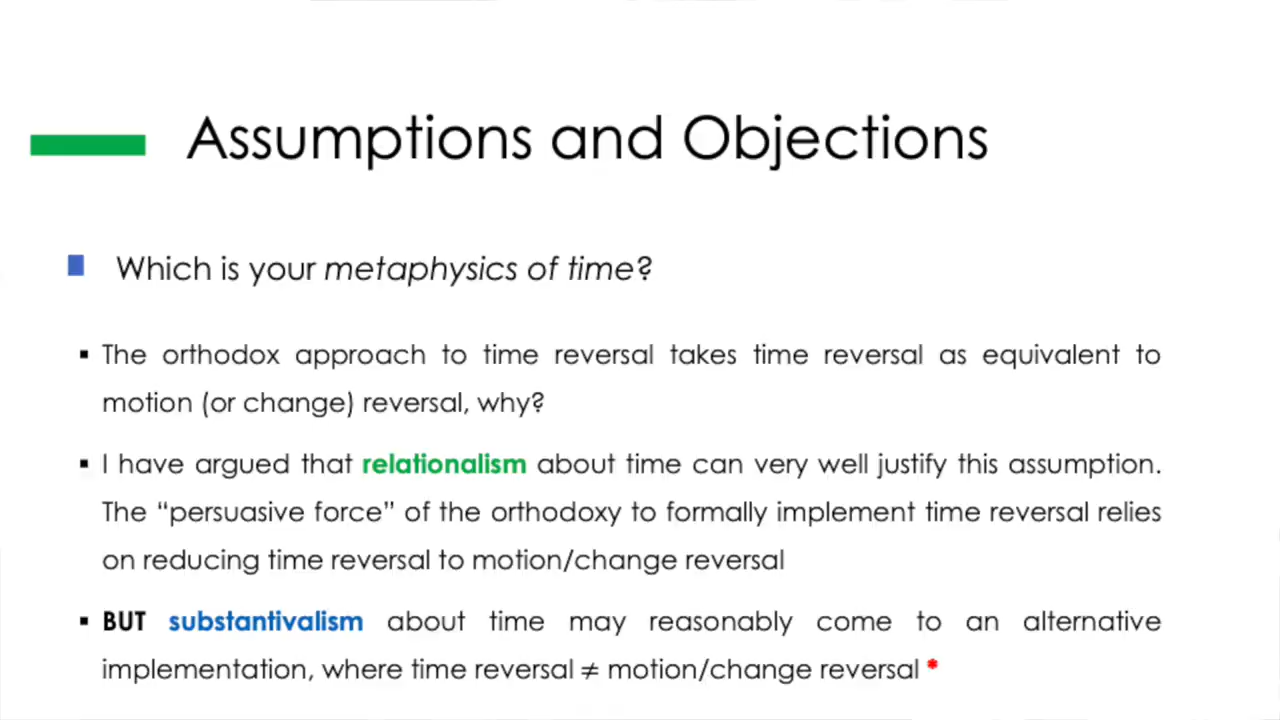 Assumptions and Objections
Which is your metaphysics of time?
The orthodox approach to time reversal takes time reversal as equivalent to
motion (or change) reversal, why?
I have argued that relationalism about time can very well justify this assumption.
The “persuasive force” of the orthodoxy to formally implement time reversal relies
on reducing time reversal to motion/change reversal
BUT substantivalism about time may reasonably come to an alternative
implementation, where time reversal ≠ motion/change reversal *